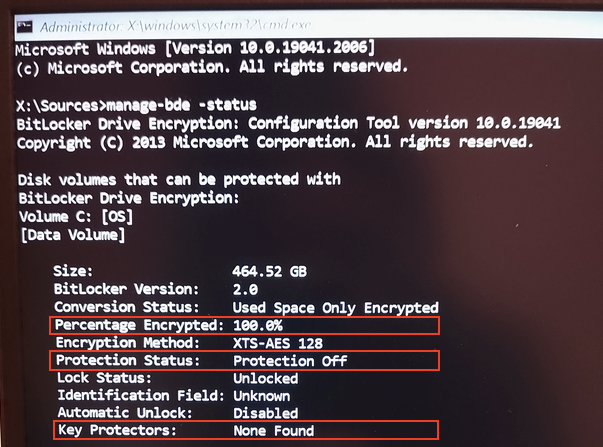 Administrator: X:\windows\system32\cmd.exe
Microsoft Windows [Version 10.0.19041.2006]
(c) Microsoft Corporation. All rights reserved.
X:\Sources>manage-bde -status
BitLocker Drive Encryption: Configuration Tool version 10.0.19041
Copyright (C) 2013 Microsoft Corporation. All rights reserved.
Disk volumes that can be protected with
BitLocker Drive Encryption:
Volume C: [OS]
[Data Volume]
Size: 464.52 GB
BitLocker Version: 2.0
Conversion Status: Used Space Only Encrypted
Percentage Encrypted: 100.0%
Encryption Method: XTS-AES 128
Protection Status: Protection Off
Lock Status: Unlocked
Identification Field: Unknown
Automatic Unlock: Disabled
Key Protectors: None Found